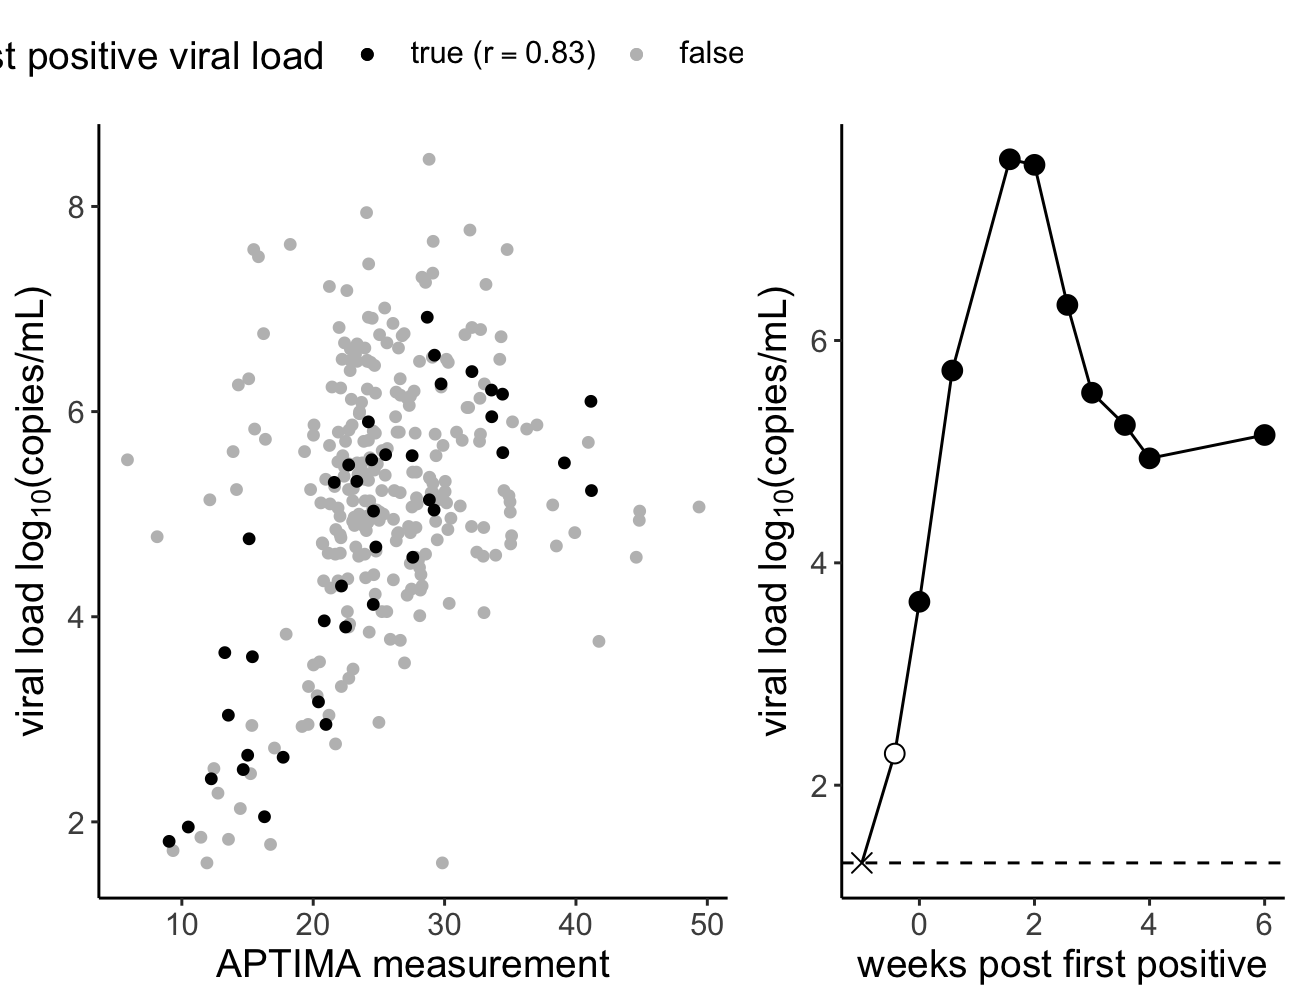 positive viral load true (r = 0.83) false
viral load log10(copies/mL)
8
6
4
2
10 20 30 40 50
APTIMA measurement
viral load log10(copies/mL)
6
4
2
0 2 4 6
weeks post first positive